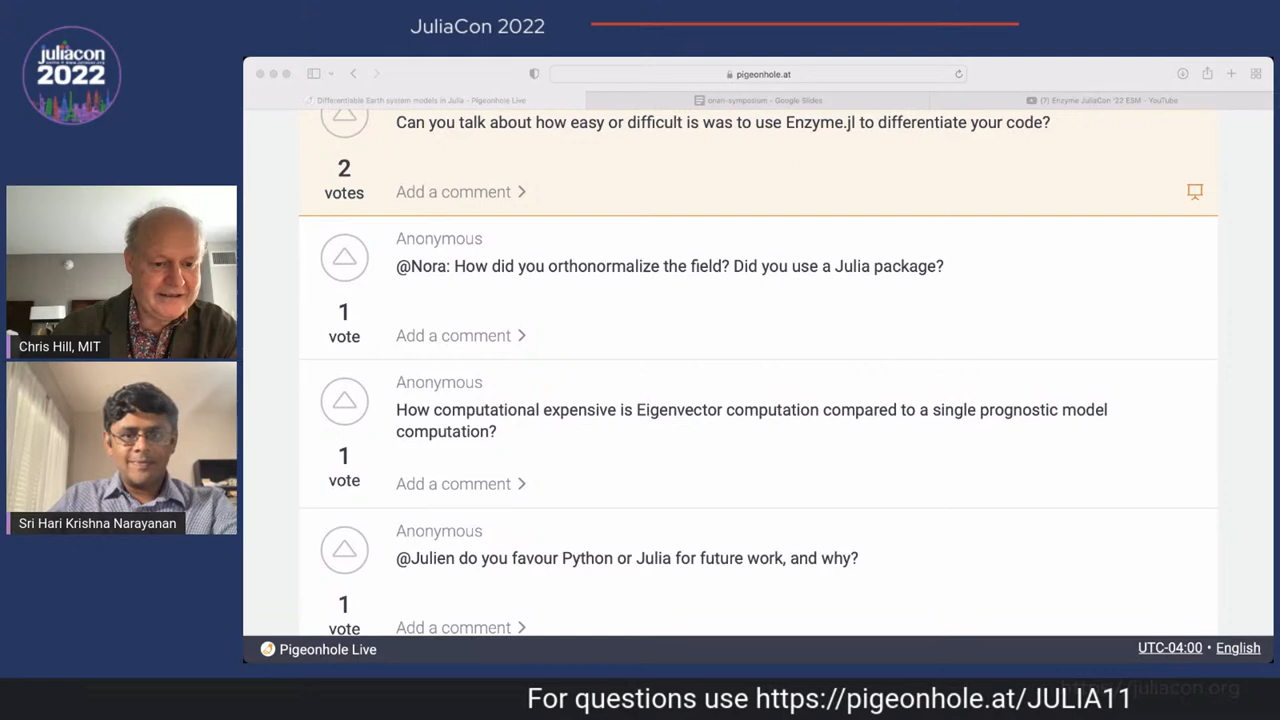 JuliaCon 2022
juliacon
2022
pigeonhole.at
Differentiable Earth system models in Julia - Pigeonhole Live
onan-symposium - Google Slides
(7) Enzyme JuliaCon '22 ESM - YouTube
Can you talk about how easy or difficult is was to use Enzyme.jl to differentiate your code?
2
votes
Add a comment >
Anonymous
@Nora: How did you orthonormalize the field? Did you use a Julia package?
1
vote
Add a comment >
Anonymous
How computational expensive is Eigenvector computation compared to a single prognostic model
computation?
1
vote
Add a comment >
Anonymous
@Julien do you favour Python or Julia for future work, and why?
1
vote
Add a comment >
Chris Hill, MIT
Sri Hari Krishna Narayanan
Pigeonhole Live
UTC-04:00 • English
For questions use https://pigeonhole.at/JULIA11
https://juliacon.org